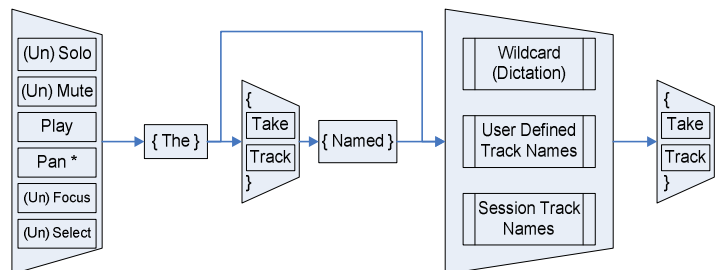 (Un) Solo
(Un) Mute
Play
Pan *
(Un) Focus
(Un) Select
{ The }
{
Take
Track
}
{ Named }
Wildcard
(Dictation)
User Defined
Track Names
Session Track
Names
{
Take
Track
}